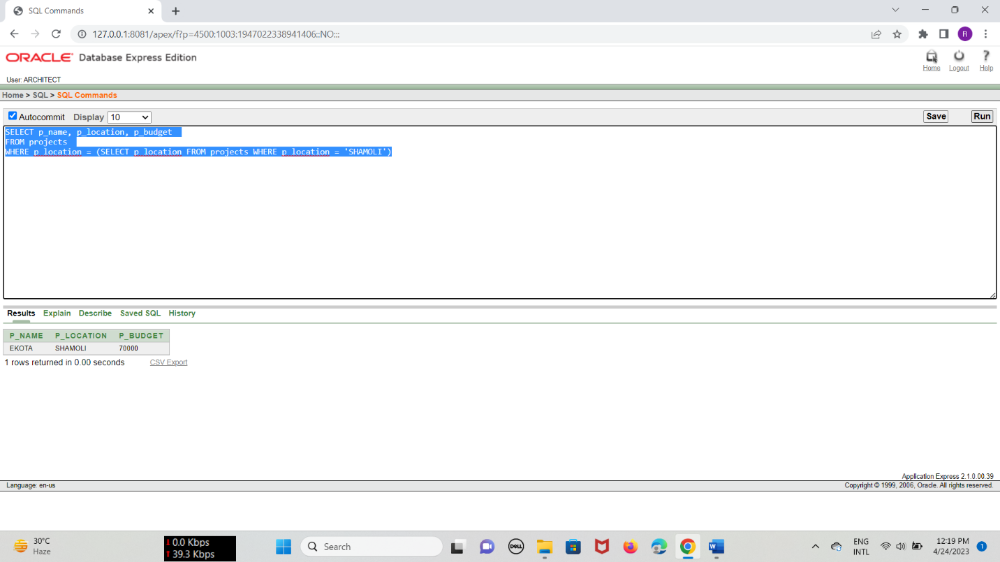 SQL Commands
127.0.0.1:8081/apex/f?p=4500:1003:1947022338941406::NO:::
R
ORACLE Database Express Edition
Home Logout Help
User: ARCHITECT
Home > SQL > SQL Commands
Autocommit Display 10 Save Run
SELECT p_name, p_location, p_budget
FROM projects
WHERE p_location = (SELECT p_location FROM projects WHERE p_location = 'SHAMOLI')
Results Explain Describe Saved SQL History
P_NAME P_LOCATION P_BUDGET
EKOTA SHAMOLI 70000
1 rows returned in 0.00 seconds CSV Export
Application Express 2.1.0.00.39
Language: en-us Copyright © 1999, 2006, Oracle. All rights reserved.
30°C
Haze
0.0 Kbps
39.3 Kbps
Search
DELL
W
ENG
INTL
12:19 PM
4/24/2023
1